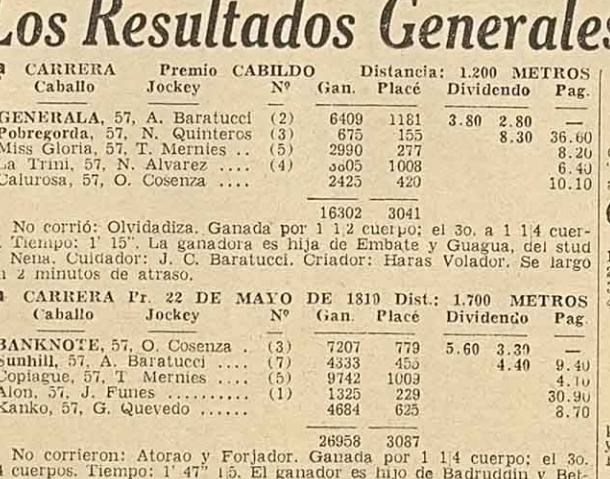 Los Resultados Generales
CARRERA Premio CABILDO Distancia: 1.200 METROS
Caballo Jockey Nº Gan. Placé Dividendo Pag.
GENERALA, 57, A. Baratucci (2) 6409 1181 3.80 2.80 —
Pobregorda, 57, N. Quinteros (3) 675 155 8.30 36.60
Miss Gloria, 57, T. Mernies .. (5) 2990 277 8.20
La Trini, 57, N. Alvarez .... (4) 1008 6.40
Calurosa, 57, O. Cosenza .... 2425 420 10.10
16302 3041
No corrió: Olvidadiza. Ganada por 1 1|2 cuerpo; el 3o. a 1 1|4 cuer-
Tiempo: 1' 15". La ganadora es hija de Embate y Guagua, del stud
Nena. Cuidador: J. C. Baratucci. Criador: Haras Volador. Se largó
2 minutos de atraso.
CARRERA Pr. 22 DE MAYO DE 1810 Dist.: 1.700 METROS
Caballo Jockey Nº Gan. Placé Dividendo Pag.
BANKNOTE, 57, O. Cosenza . (3) 7207 779 5.60 3.30 —
Sunhill, 57, A. Baratucci .... (7) 4333 4.40 9.40
Copiague, 57, T Mernies .... (5) 9742 1009 4.10
Alon, 57, J. Funes .......... (1) 1325 229 30.90
Kanko, 57, G. Quevedo ...... 4684 625 8.70
26958 3087
No corrieron: Atorao y Forjador. Ganada por 1 1|4 cuerpo; el 3o.
cuerpos. Tiempo: 1' 47" 1|5. El ganador es hijo de Badruddin y Bet-